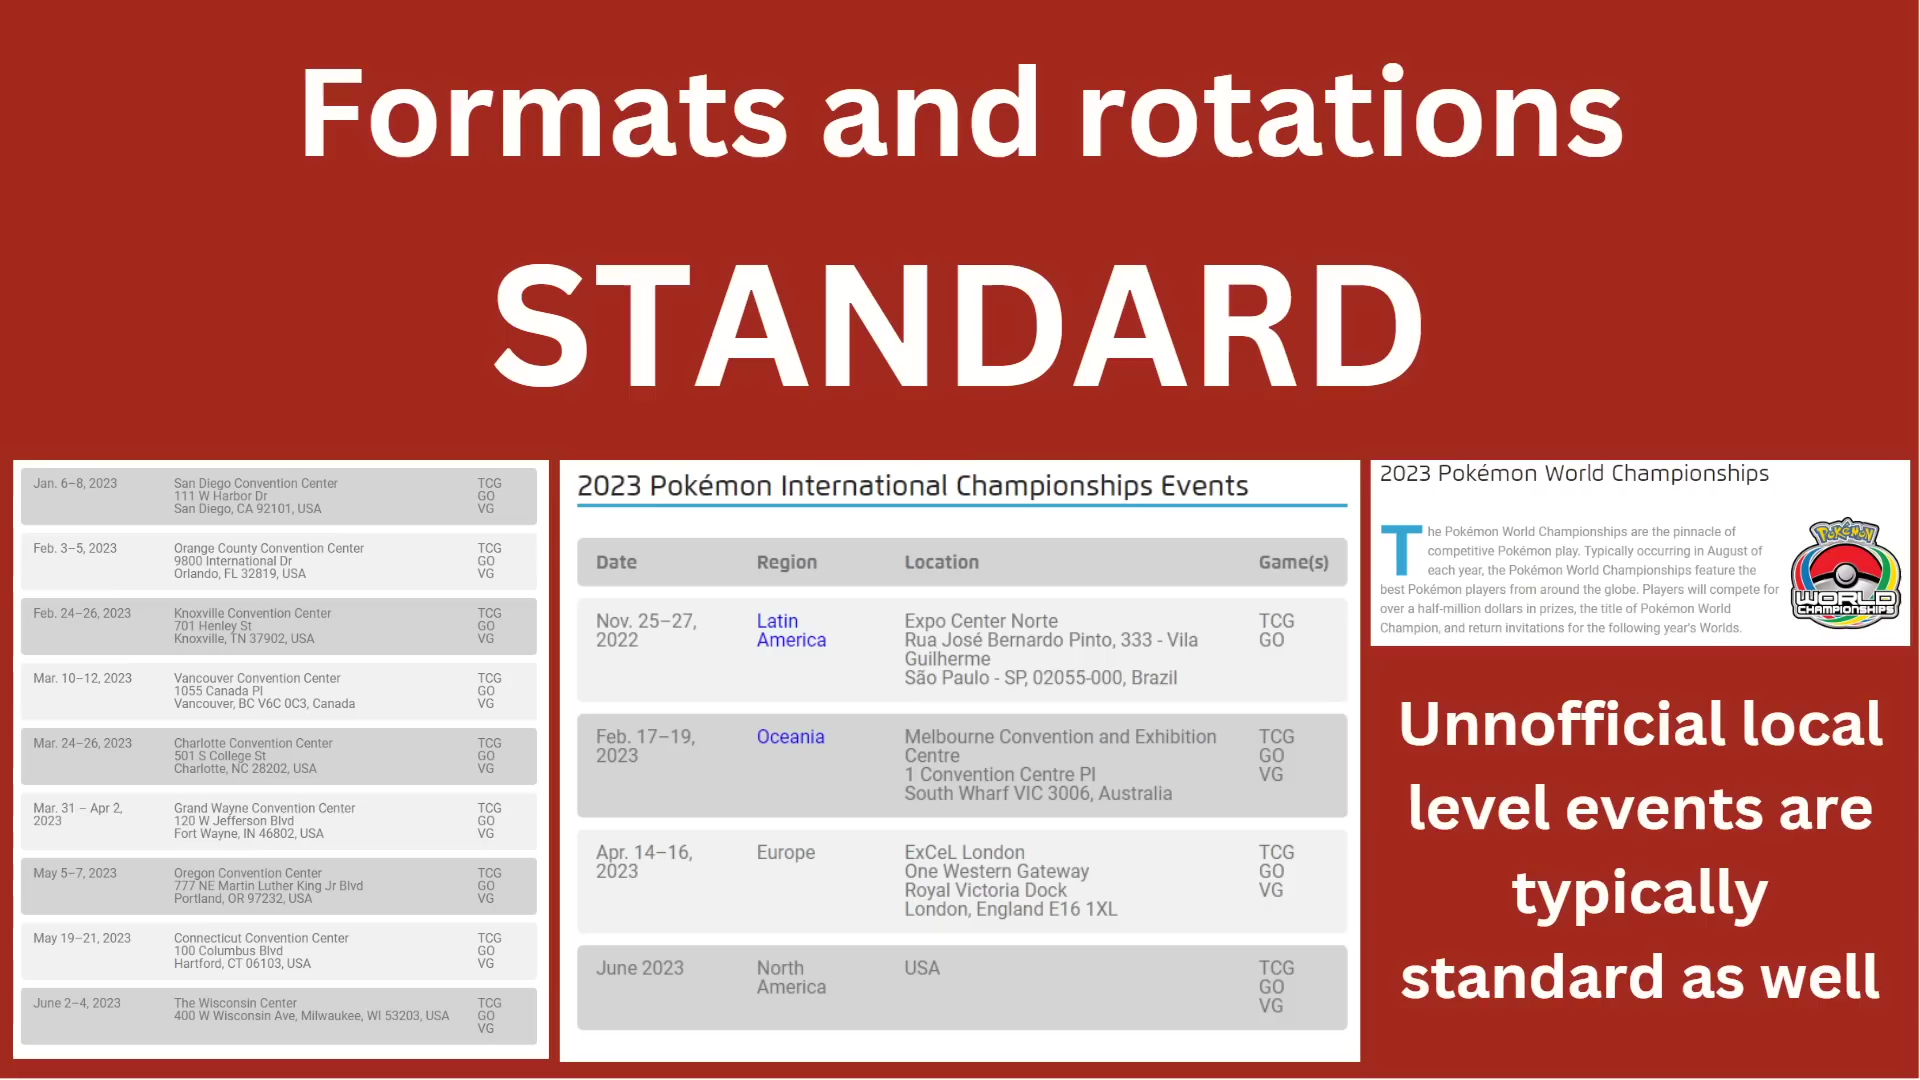 Formats and rotations
STANDARD
Jan. 6–8, 2023 San Diego Convention Center TCG
111 W Harbor Dr GO
San Diego, CA 92101, USA VG
Feb. 3–5, 2023 Orange County Convention Center TCG
9800 International Dr GO
Orlando, FL 32819, USA VG
Feb. 24–26, 2023 Knoxville Convention Center TCG
701 Henley St GO
Knoxville, TN 37902, USA VG
Mar. 10–12, 2023 Vancouver Convention Center TCG
1055 Canada Pl GO
Vancouver, BC V6C 0C3, Canada VG
Mar. 24–26, 2023 Charlotte Convention Center TCG
501 S College St GO
Charlotte, NC 28202, USA VG
Mar. 31 – Apr 2, Grand Wayne Convention Center TCG
2023 120 W Jefferson Blvd GO
Fort Wayne, IN 46802, USA VG
May 5–7, 2023 Oregon Convention Center TCG
777 NE Martin Luther King Jr Blvd GO
Portland, OR 97232, USA VG
May 19–21, 2023 Connecticut Convention Center TCG
100 Columbus Blvd GO
Hartford, CT 06103, USA VG
June 2–4, 2023 The Wisconsin Center TCG
400 W Wisconsin Ave, Milwaukee, WI 53203, USA GO
VG
2023 Pokémon International Championships Events
Date Region Location Game(s)
Nov. 25–27, Latin Expo Center Norte TCG
2022 America Rua José Bernardo Pinto, 333 - Vila GO
Guilherme
São Paulo - SP, 02055-000, Brazil
Feb. 17–19, Oceania Melbourne Convention and Exhibition TCG
2023 Centre GO
1 Convention Centre Pl VG
South Wharf VIC 3006, Australia
Apr. 14–16, Europe ExCeL London TCG
2023 One Western Gateway GO
Royal Victoria Dock VG
London, England E16 1XL
June 2023 North USA TCG
America GO
VG
2023 Pokémon World Championships
The Pokémon World Championships are the pinnacle of
competitive Pokémon play. Typically occurring in August of
each year, the Pokémon World Championships feature the
best Pokémon players from around the globe. Players will compete for
over a half-million dollars in prizes, the title of Pokémon World
Champion, and return invitations for the following year's Worlds.
POKéMON
WORLD
CHAMPIONSHIPS
Unnofficial local
level events are
typically
standard as well